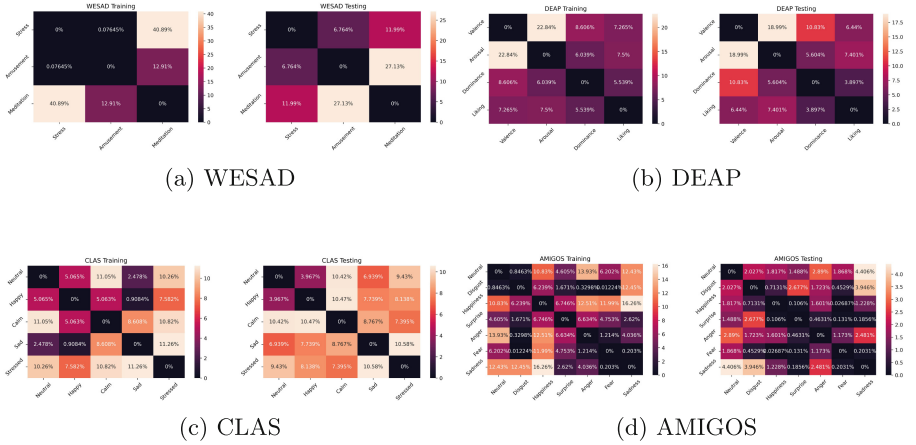 WESAD Training
Stress
Amusement
Meditation
0%
0.07645%
40.89%
0.07645%
0%
12.91%
40.89%
12.91%
0%
Stress
Amusement
Meditation
40
35
30
25
20
15
10
5
0
WESAD Testing
Stress
Amusement
Meditation
0%
6.764%
11.99%
6.764%
0%
27.13%
11.99%
27.13%
0%
Stress
Amusement
Meditation
25
20
15
10
5
0
DEAP Training
Valence
Arousal
Dominance
Liking
0%
22.84%
8.606%
7.265%
22.84%
0%
6.039%
7.5%
8.606%
6.039%
0%
5.539%
7.265%
7.5%
5.539%
0%
Valence
Arousal
Dominance
Liking
20
15
10
5
0
DEAP Testing
Valence
Arousal
Dominance
Liking
0%
18.99%
10.83%
6.44%
18.99%
0%
5.604%
7.401%
10.83%
5.604%
0%
3.897%
6.44%
7.401%
3.897%
0%
Valence
Arousal
Dominance
Liking
17.5
15.0
12.5
10.0
7.5
5.0
2.5
0.0
(a) WESAD
(b) DEAP
CLAS Training
Neutral
Happy
Calm
Sad
Stressed
0%
5.065%
11.05%
2.478%
10.26%
5.065%
0%
5.063%
0.9084%
7.582%
11.05%
5.063%
0%
8.608%
10.82%
2.478%
0.9084%
8.608%
0%
11.26%
10.26%
7.582%
10.82%
11.26%
0%
Neutral
Happy
Calm
Sad
Stressed
10
8
6
4
2
0
CLAS Testing
Neutral
Happy
Calm
Sad
Stressed
0%
3.967%
10.42%
6.939%
9.43%
3.967%
0%
10.47%
7.739%
8.138%
10.42%
10.47%
0%
8.767%
7.395%
6.939%
7.739%
8.767%
0%
10.58%
9.43%
8.138%
7.395%
10.58%
0%
Neutral
Happy
Calm
Sad
Stressed
10
8
6
4
2
0
AMIGOS Training
Neutral
Disgust
Happiness
Surprise
Anger
Fear
Sadness
0%
0.8463%
10.83%
4.605%
13.93%
6.202%
12.43%
0.8463%
0%
6.239%
1.671%
0.3298%
0.01224%
12.45%
10.83%
6.239%
0%
6.746%
11.99%
16.26%
4.605%
1.671%
6.746%
0%
6.634%
4.753%
2.62%
13.93%
0.3298%
6.634%
0%
1.214%
4.036%
6.202%
0.01224%
11.99%
4.753%
1.214%
0%
0.203%
12.43%
12.45%
16.26%
2.62%
4.036%
0.203%
0%
Neutral
Disgust
Happiness
Surprise
Anger
Fear
Sadness
16
14
12
10
8
6
4
2
0
AMIGOS Testing
Neutral
Disgust
Happiness
Surprise
Anger
Fear
Sadness
0%
2.027%
1.817%
1.488%
2.89%
1.868%
4.406%
2.027%
0%
0.7131%
2.677%
1.723%
0.4529%
3.946%
1.817%
0.7131%
0%
0.106%
1.601%
0.02687%
1.228%
1.488%
2.677%
0.106%
0%
0.4631%
0.131%
0.1856%
2.89%
1.723%
1.601%
0.4631%
0%
1.173%
2.481%
1.868%
0.4529%
0.02687%
0.131%
1.173%
0%
0.2031%
4.406%
3.946%
1.228%
0.1856%
2.481%
0.2031%
0%
Neutral
Disgust
Happiness
Surprise
Anger
Fear
Sadness
4.0
3.5
3.0
2.5
2.0
1.5
1.0
0.5
0.0
(c) CLAS
(d) AMIGOS